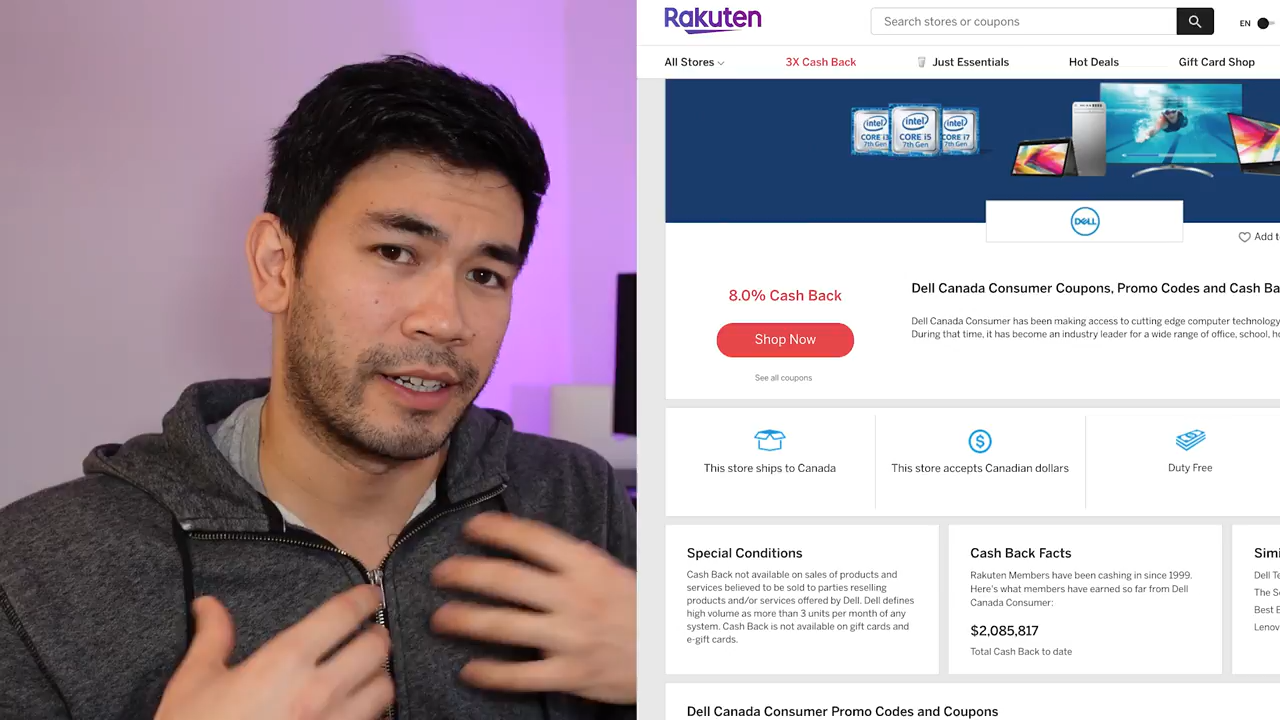 Rakuten
Search stores or coupons
EN
All Stores
3X Cash Back
Just Essentials
Hot Deals
Gift Card Shop
intel
CORE i3
7th Gen
intel
CORE i5
7th Gen
intel
CORE i7
7th Gen
DELL
Add t
8.0% Cash Back
Shop Now
See all coupons
Dell Canada Consumer Coupons, Promo Codes and Cash Ba
Dell Canada Consumer has been making access to cutting edge computer technology
During that time, it has become an industry leader for a wide range of office, school, h
This store ships to Canada
This store accepts Canadian dollars
Duty Free
Special Conditions
Cash Back not available on sales of products and
services believed to be sold to parties reselling
products and/or services offered by Dell. Dell defines
high volume as more than 3 units per month of any
system. Cash Back is not available on gift cards and
e-gift cards.
Cash Back Facts
Rakuten Members have been cashing in since 1999.
Here's what members have earned so far from Dell
Canada Consumer:
$2,085,817
Total Cash Back to date
Simi
Dell Te
The S
Best B
Lenov
Dell Canada Consumer Promo Codes and Coupons